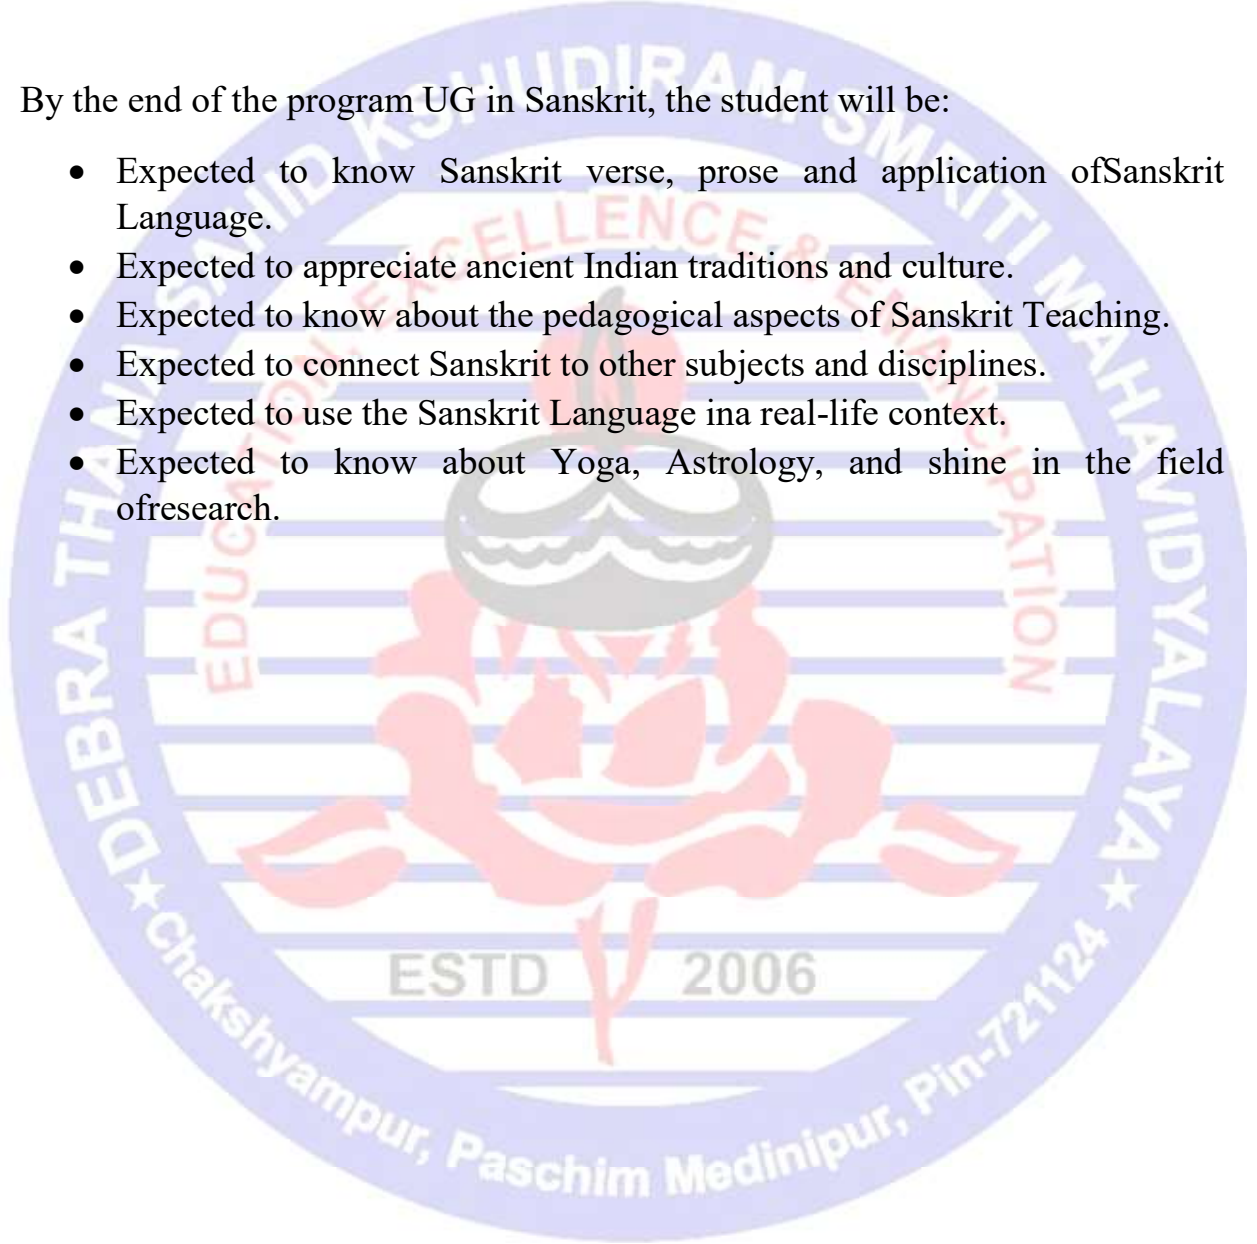 By the end of the program UG in Sanskrit, the student will be:
• Expected to know Sanskrit verse, prose and application ofSanskrit
Language.
• Expected to appreciate ancient Indian traditions and culture.
• Expected to know about the pedagogical aspects of Sanskrit Teaching.
• Expected to connect Sanskrit to other subjects and disciplines.
• Expected to use the Sanskrit Language ina real-life context.
• Expected to know about Yoga, Astrology, and shine in the field
ofresearch.
DEBRA THANA SAHID KSHUDIRAM SMRITI MAHAVIDYALAYA
EDUCATION, EXCELLENCE & EMANCIPATION
ESTD 2006
Chakshyampur, Paschim Medinipur, Pin-721124